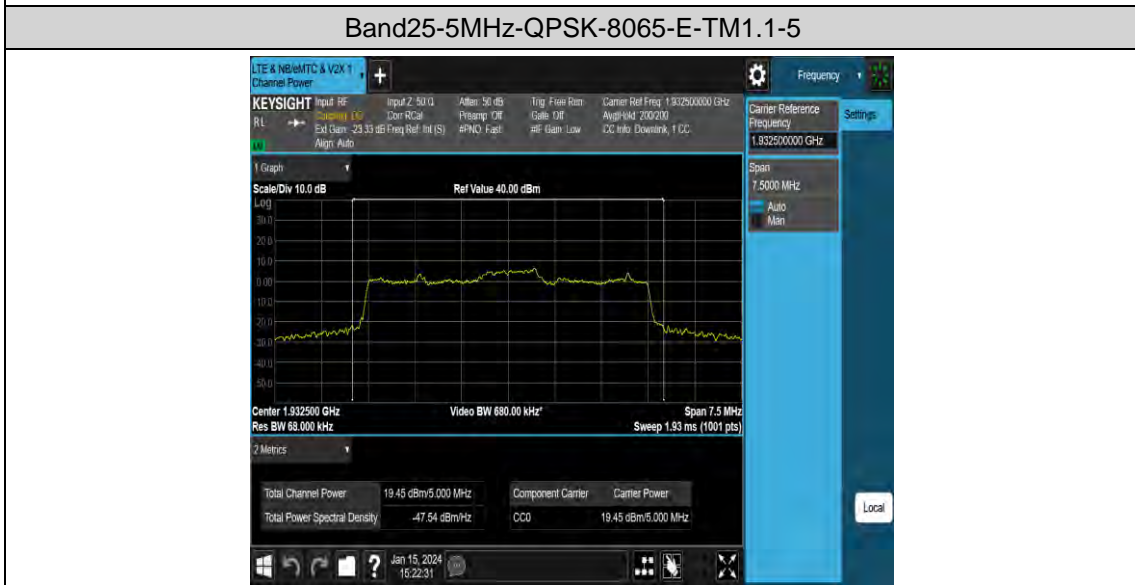 Band25-5MHz-QPSK-8065-E-TM1.1-5
LTE & NB/eMTC & V2X 1
Channel Power
+
Frequency
KEYSIGHT
RL
Input: RF
Coupling: DC
Ext Gain: -23.33 dB
Align: Auto
Input Z: 50 Ω
Corr RCal
Freq Ref: Int (S)
Atten: 50 dB
Preamp: Off
#PNO: Fast
Trig: Free Run
Gate: Off
#IF Gain: Low
Carrier Ref Freq: 1.932500000 GHz
Avg|Hold: 200/200
CC Info: Downlink, 1 CC
Carrier Reference
Frequency
1.932500000 GHz
Settings
Span
7.5000 MHz
Auto
Man
1 Graph
Scale/Div 10.0 dB
Ref Value 40.00 dBm
Log
30.0
20.0
10.0
0.00
-10.0
-20.0
-30.0
-40.0
-50.0
Center 1.932500 GHz
Video BW 680.00 kHz*
Span 7.5 MHz
Res BW 68.000 kHz
Sweep 1.93 ms (1001 pts)
2 Metrics
Total Channel Power
19.45 dBm/5.000 MHz
Component Carrier
Carrier Power
Total Power Spectral Density
-47.54 dBm/Hz
CC0
19.45 dBm/5.000 MHz
Local
?
Jan 15, 2024
15:22:31